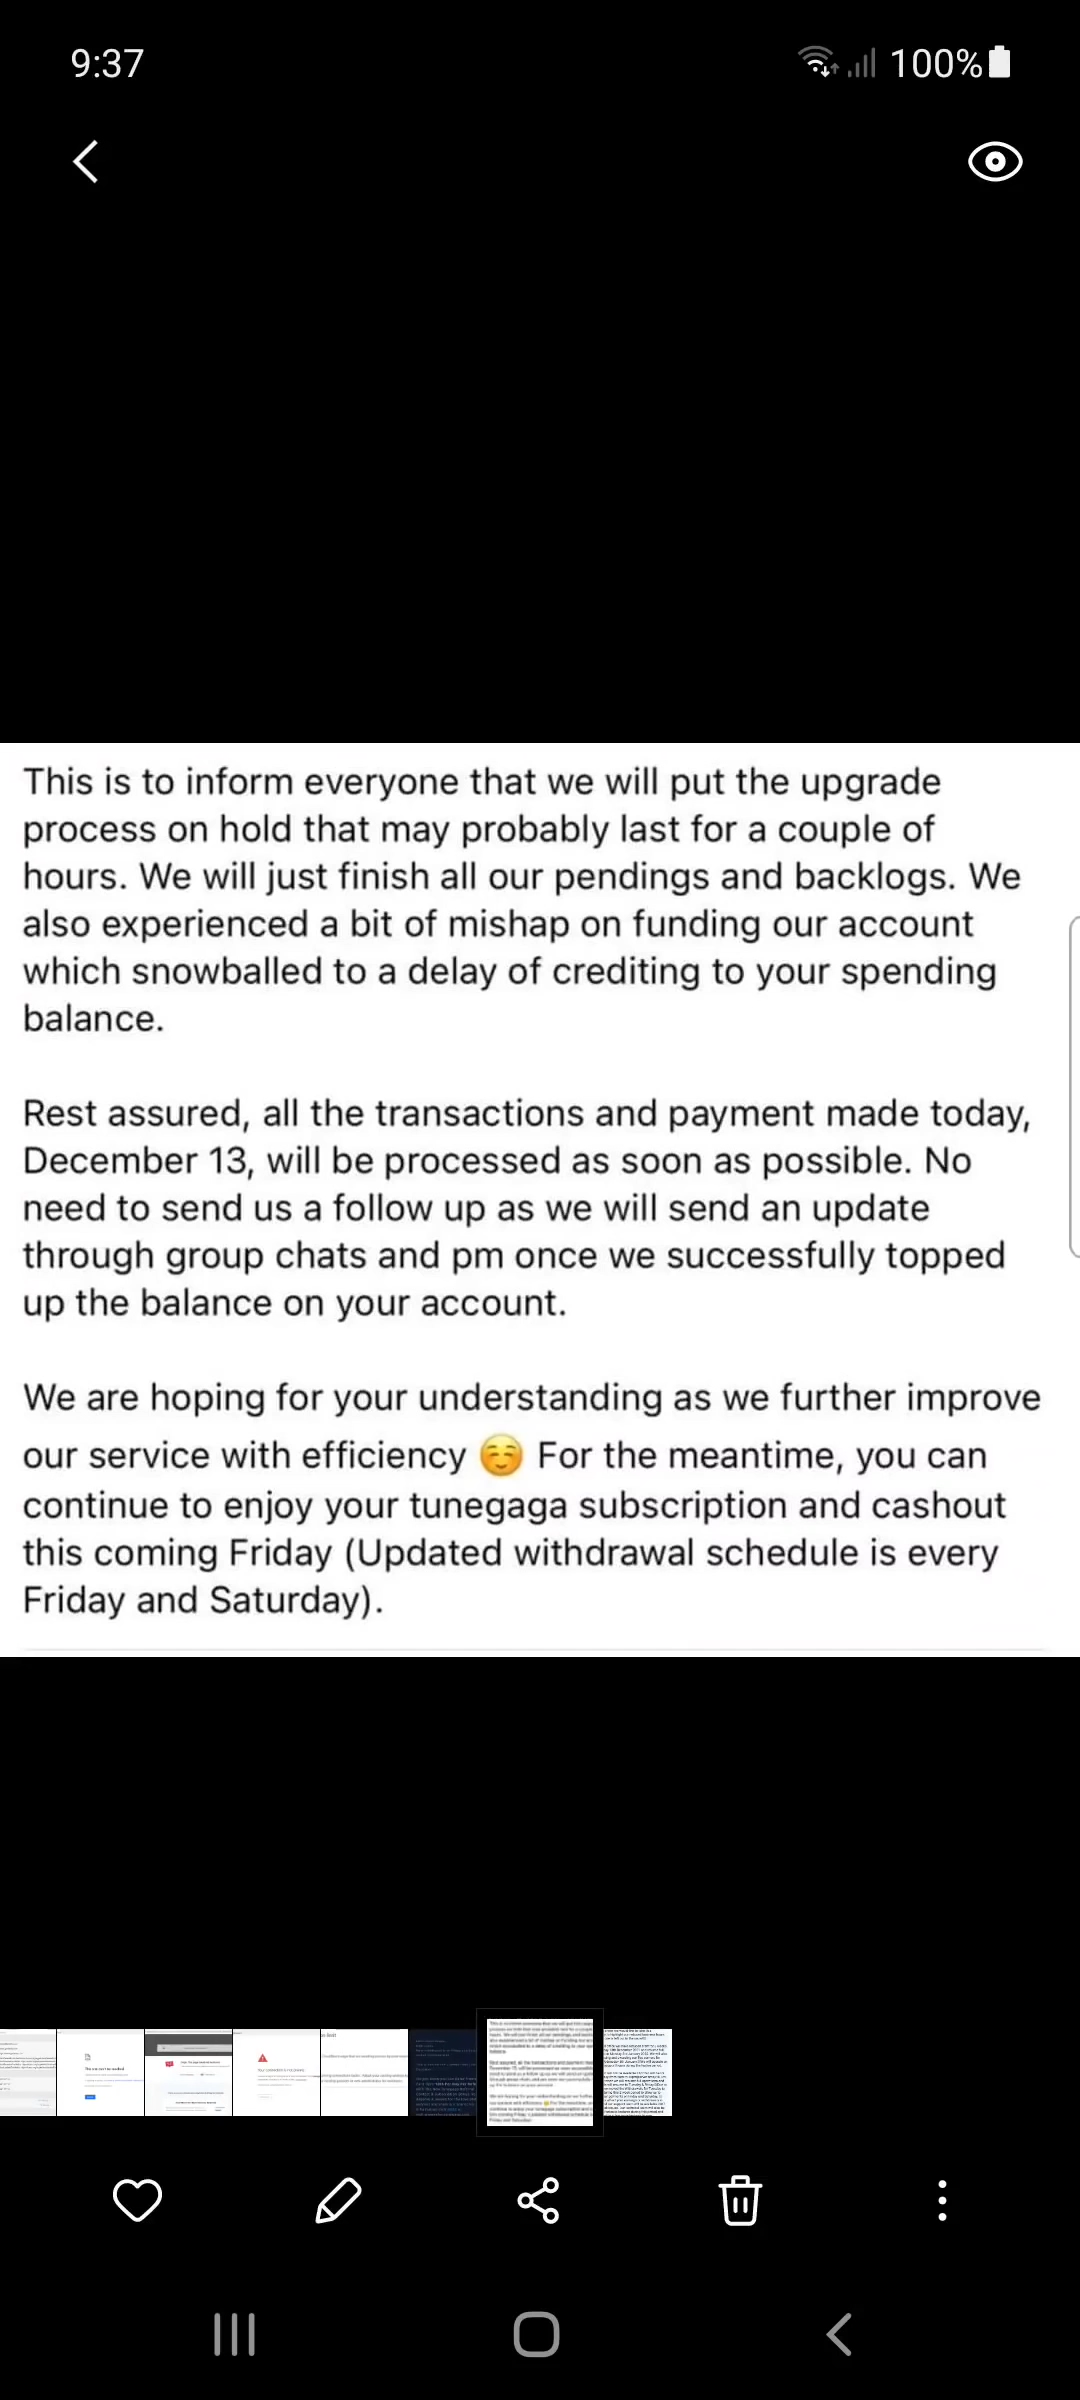 9:37
100%
This is to inform everyone that we will put the upgrade
process on hold that may probably last for a couple of
hours. We will just finish all our pendings and backlogs. We
also experienced a bit of mishap on funding our account
which snowballed to a delay of crediting to your spending
balance.
Rest assured, all the transactions and payment made today,
December 13, will be processed as soon as possible. No
need to send us a follow up as we will send an update
through group chats and pm once we successfully topped
up the balance on your account.
We are hoping for your understanding as we further improve
our service with efficiency ☺️ For the meantime, you can
continue to enjoy your tunegaga subscription and cashout
this coming Friday (Updated withdrawal schedule is every
Friday and Saturday).